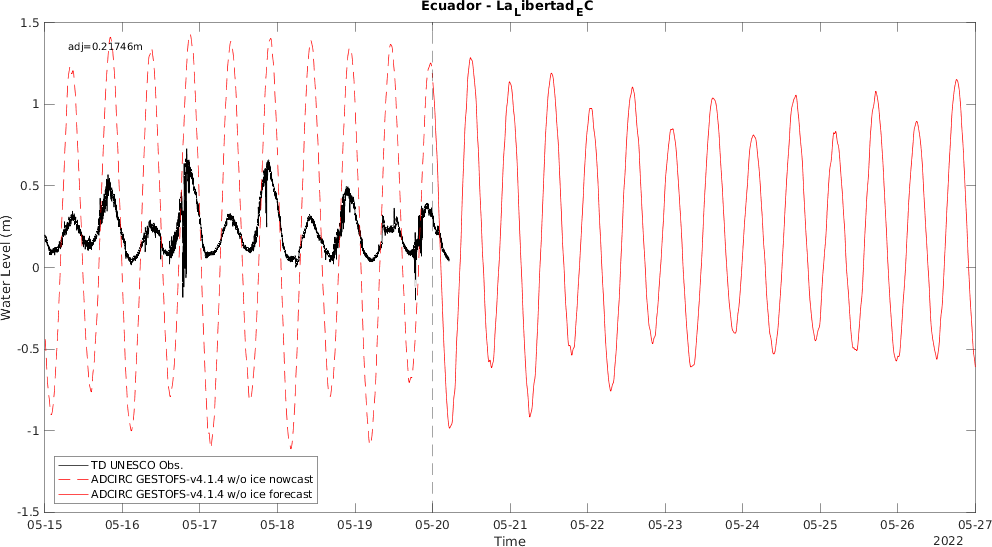 Ecuador - LaLibertadEC
adj=0.21746m
1.5
1
0.5
0
-0.5
-1
-1.5
Water Level (m)
TD UNESCO Obs.
ADCIRC GESTOFS-v4.1.4 w/o ice nowcast
ADCIRC GESTOFS-v4.1.4 w/o ice forecast
05-15 05-16 05-17 05-18 05-19 05-20 05-21 05-22 05-23 05-24 05-25 05-26 05-27
Time
2022